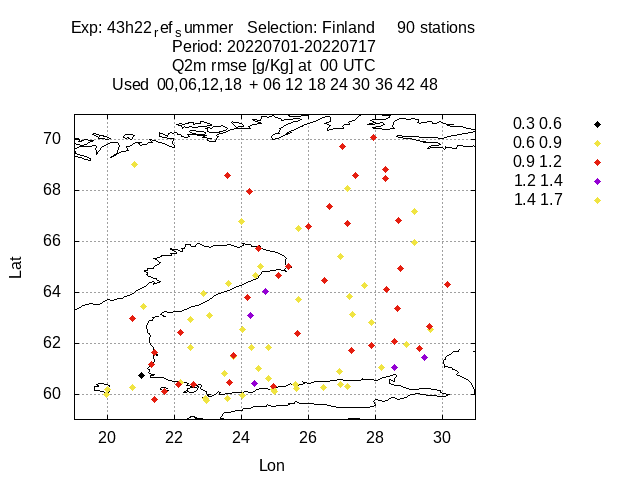 Exp: 43h22refsummer Selection: Finland 90 stations
Period: 20220701-20220717
Q2m rmse [g/Kg] at 00 UTC
Used 00,06,12,18 + 06 12 18 24 30 36 42 48
0.3 0.6
0.6 0.9
0.9 1.2
1.2 1.4
1.4 1.7
70
68
66
64
62
60
Lat
20 22 24 26 28 30
Lon